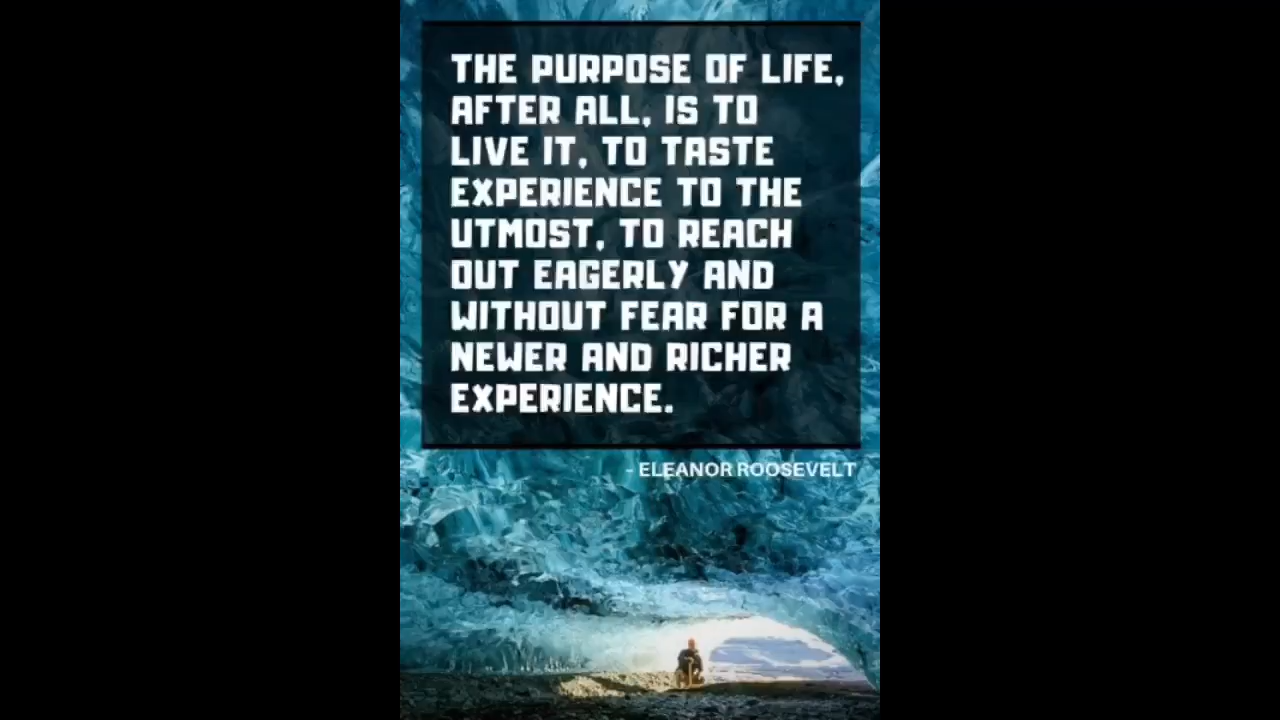 THE PURPOSE OF LIFE,
AFTER ALL, IS TO
LIVE IT, TO TASTE
EXPERIENCE TO THE
UTMOST, TO REACH
OUT EAGERLY AND
WITHOUT FEAR FOR A
NEWER AND RICHER
EXPERIENCE.
- ELEANOR ROOSEVELT